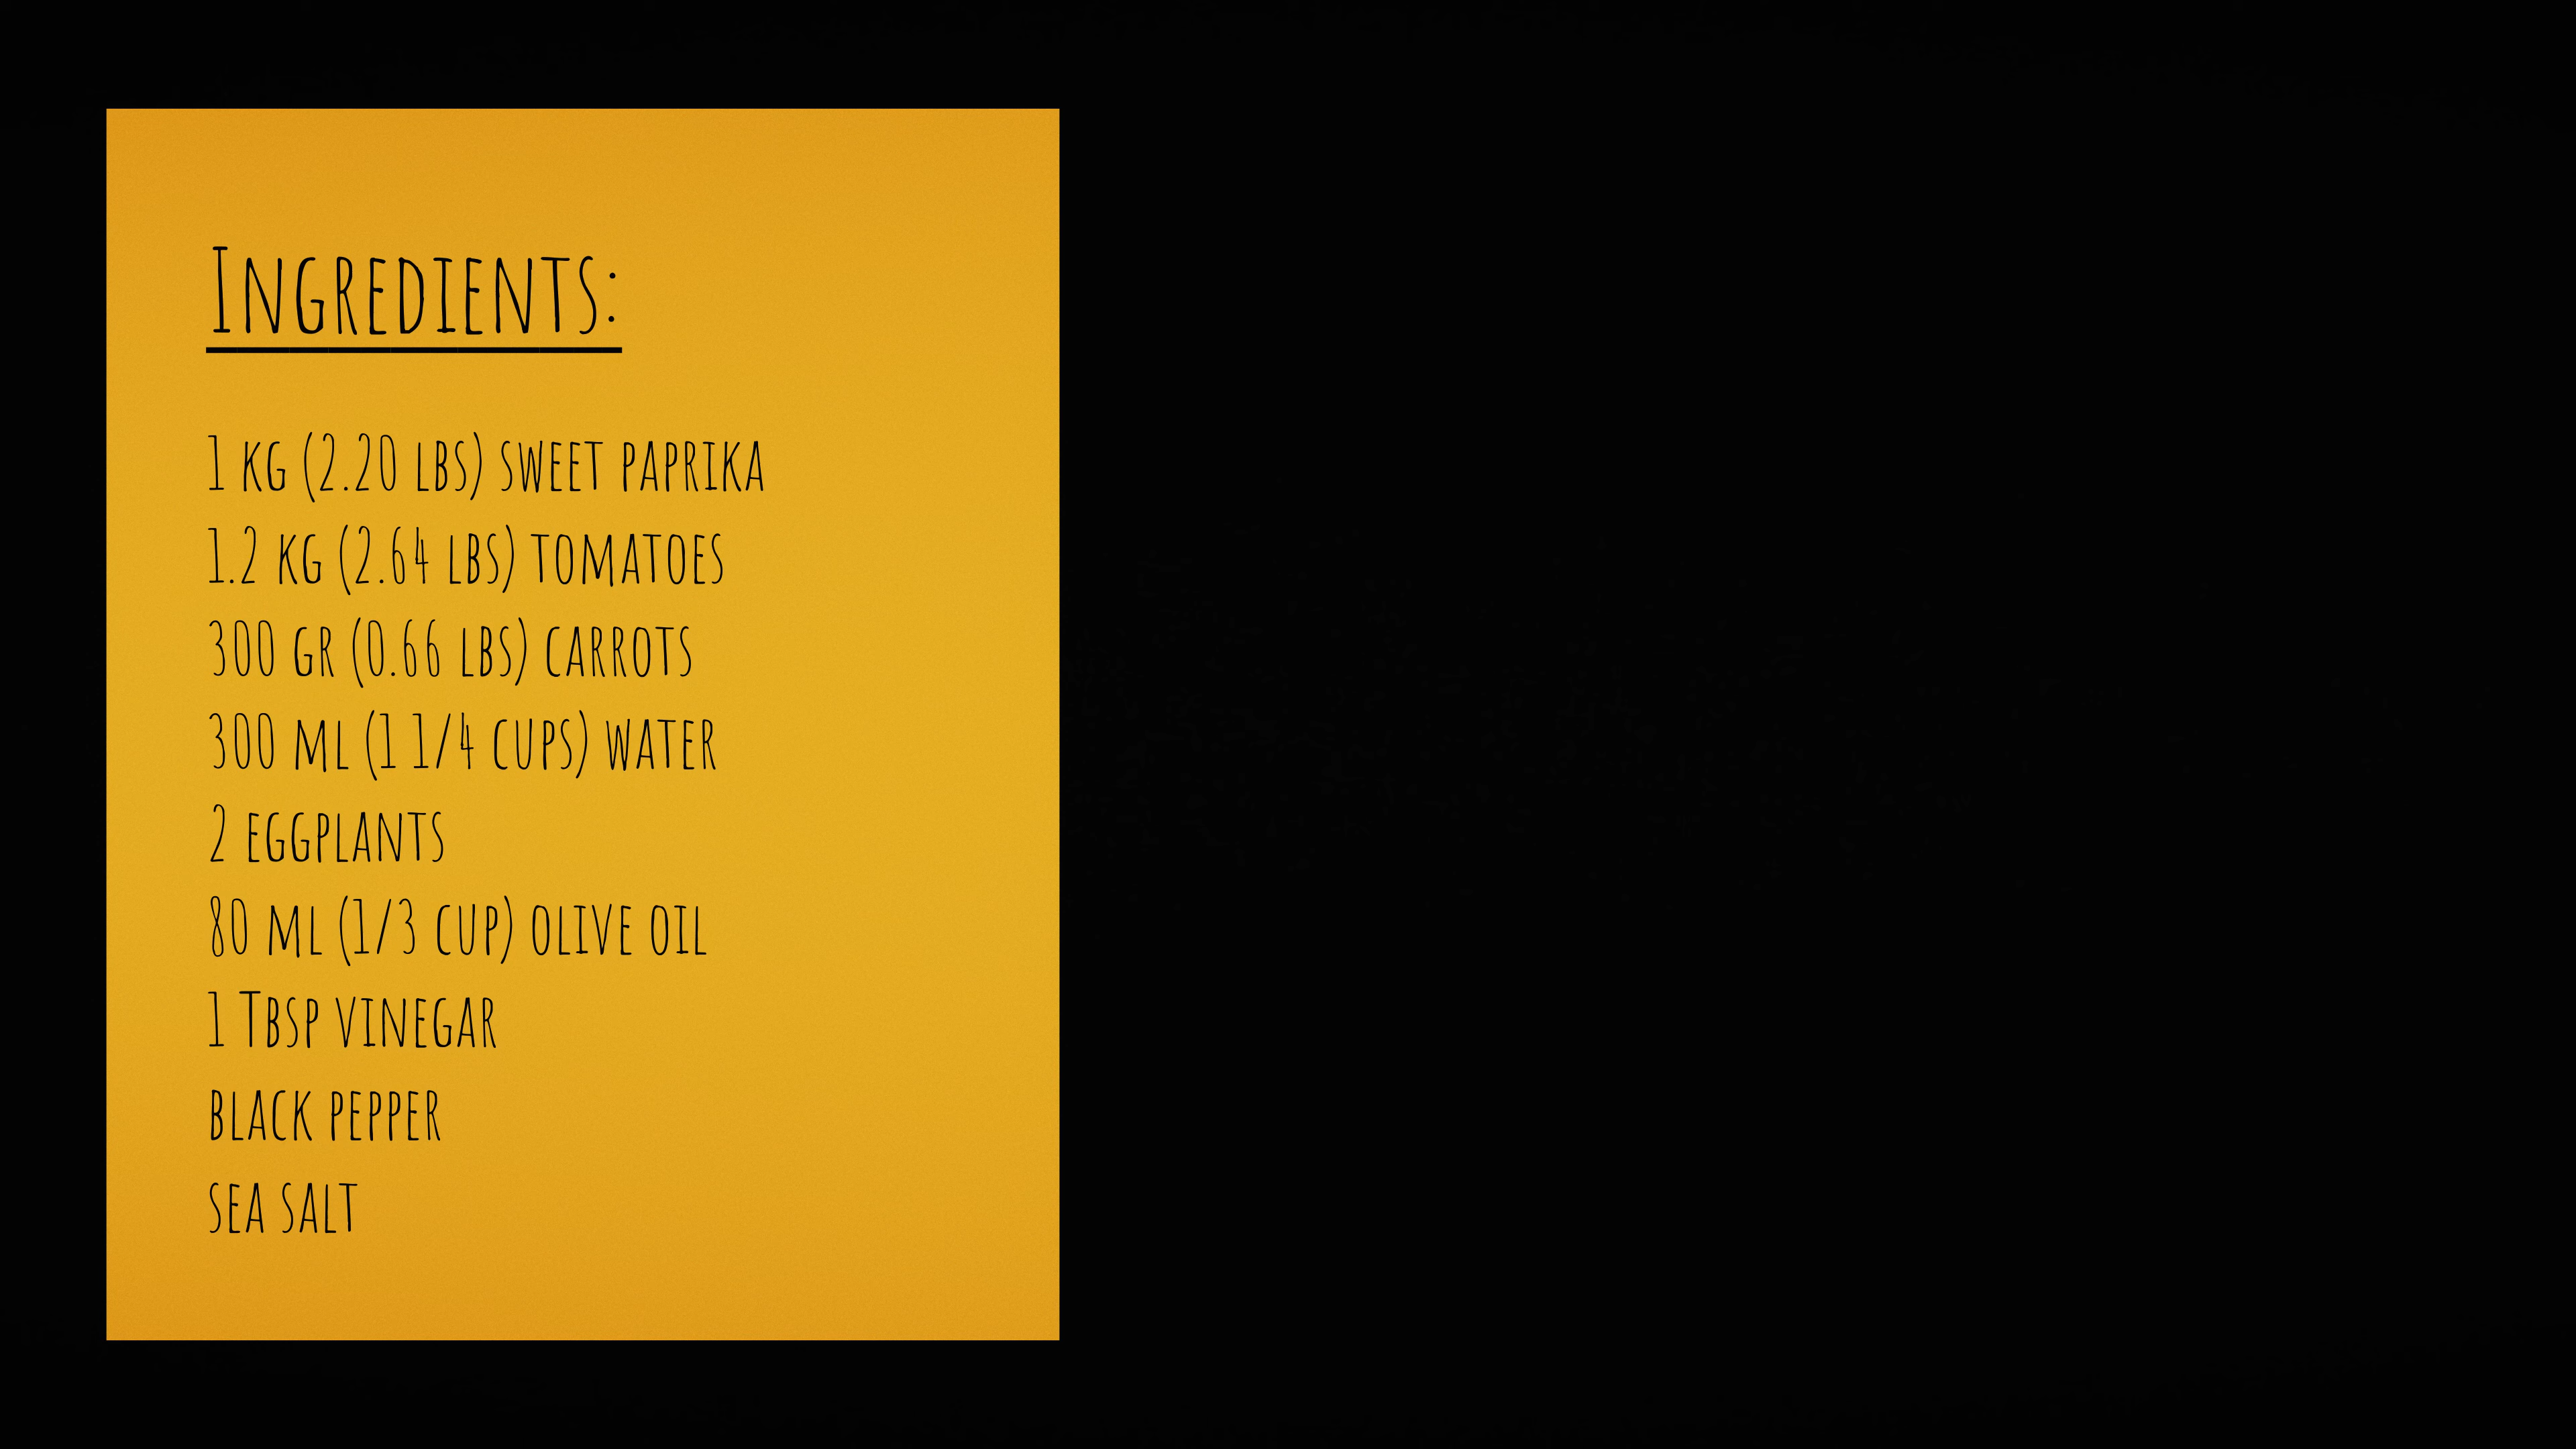 Ingredients:
1 kg (2.20 lbs) sweet paprika
1.2 kg (2.64 lbs) tomatoes
300 gr (0.66 lbs) carrots
300 ml (1 1/4 cups) water
2 eggplants
80 ml (1/3 cup) olive oil
1 Tbsp vinegar
black pepper
sea salt